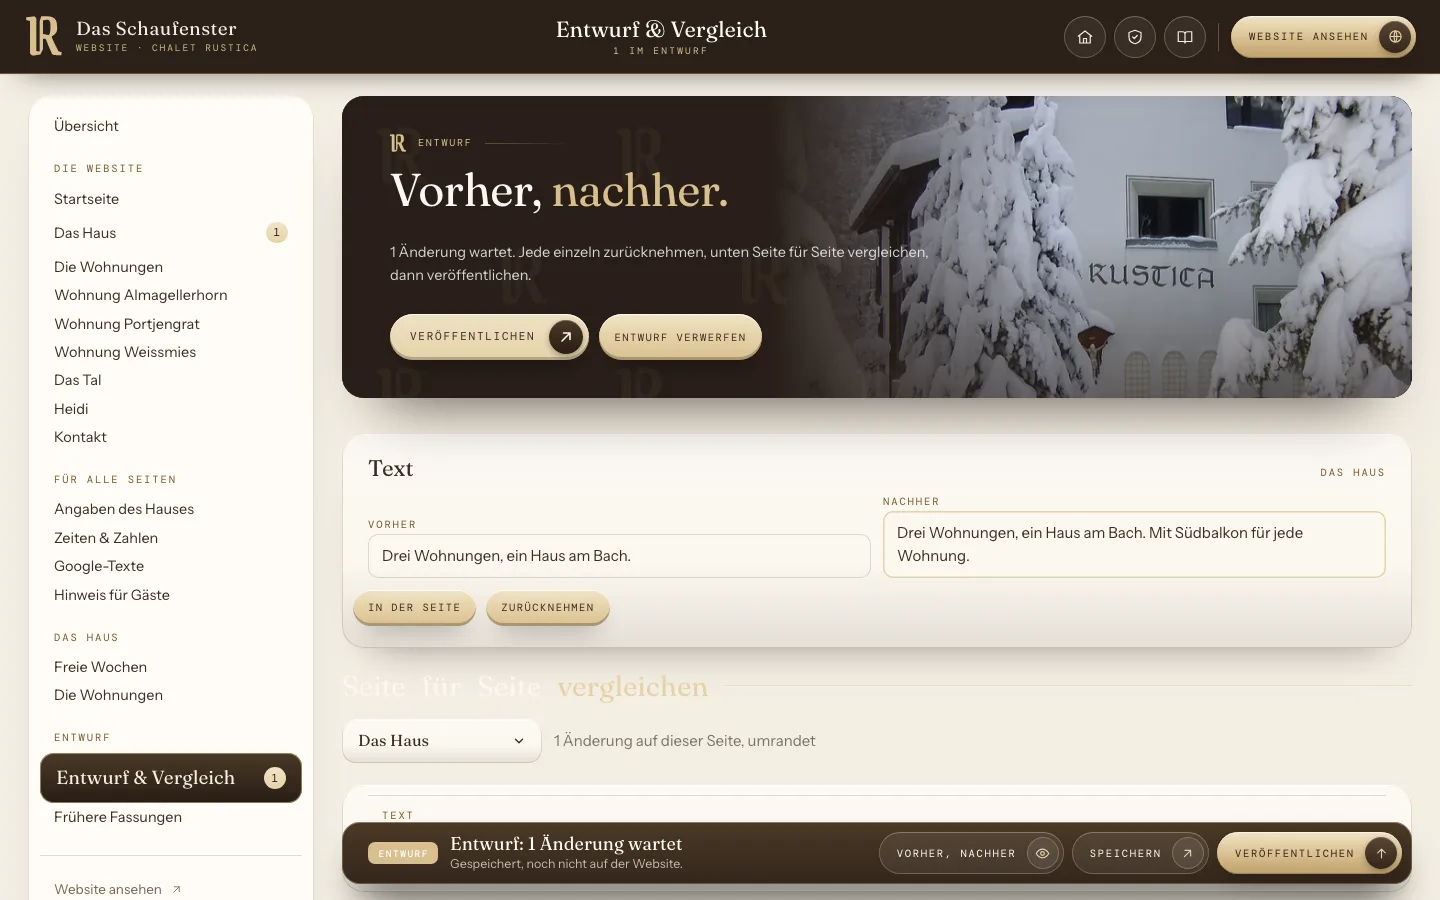 Das Schaufenster
WEBSITE · CHALET RUSTICA
Entwurf & Vergleich
1 IM ENTWURF
WEBSITE ANSEHEN
Übersicht
DIE WEBSITE
Startseite
Das Haus 1
Die Wohnungen
Wohnung Almagellerhorn
Wohnung Portjengrat
Wohnung Weissmies
Das Tal
Heidi
Kontakt
FÜR ALLE SEITEN
Angaben des Hauses
Zeiten & Zahlen
Google-Texte
Hinweis für Gäste
DAS HAUS
Freie Wochen
Die Wohnungen
ENTWURF
Entwurf & Vergleich 1
Frühere Fassungen
Website ansehen
ENTWURF
Vorher, nachher.
1 Änderung wartet. Jede einzeln zurücknehmen, unten Seite für Seite vergleichen,
dann veröffentlichen.
VERÖFFENTLICHEN
ENTWURF VERWERFEN
RUSTICA
Text
DAS HAUS
VORHER
Drei Wohnungen, ein Haus am Bach.
NACHHER
Drei Wohnungen, ein Haus am Bach. Mit Südbalkon für jede
Wohnung.
IN DER SEITE
ZURÜCKNEHMEN
Seite für Seite vergleichen
Das Haus
1 Änderung auf dieser Seite, umrandet
TEXT
ENTWURF
Entwurf: 1 Änderung wartet
Gespeichert, noch nicht auf der Website.
VORHER, NACHHER
SPEICHERN
VERÖFFENTLICHEN